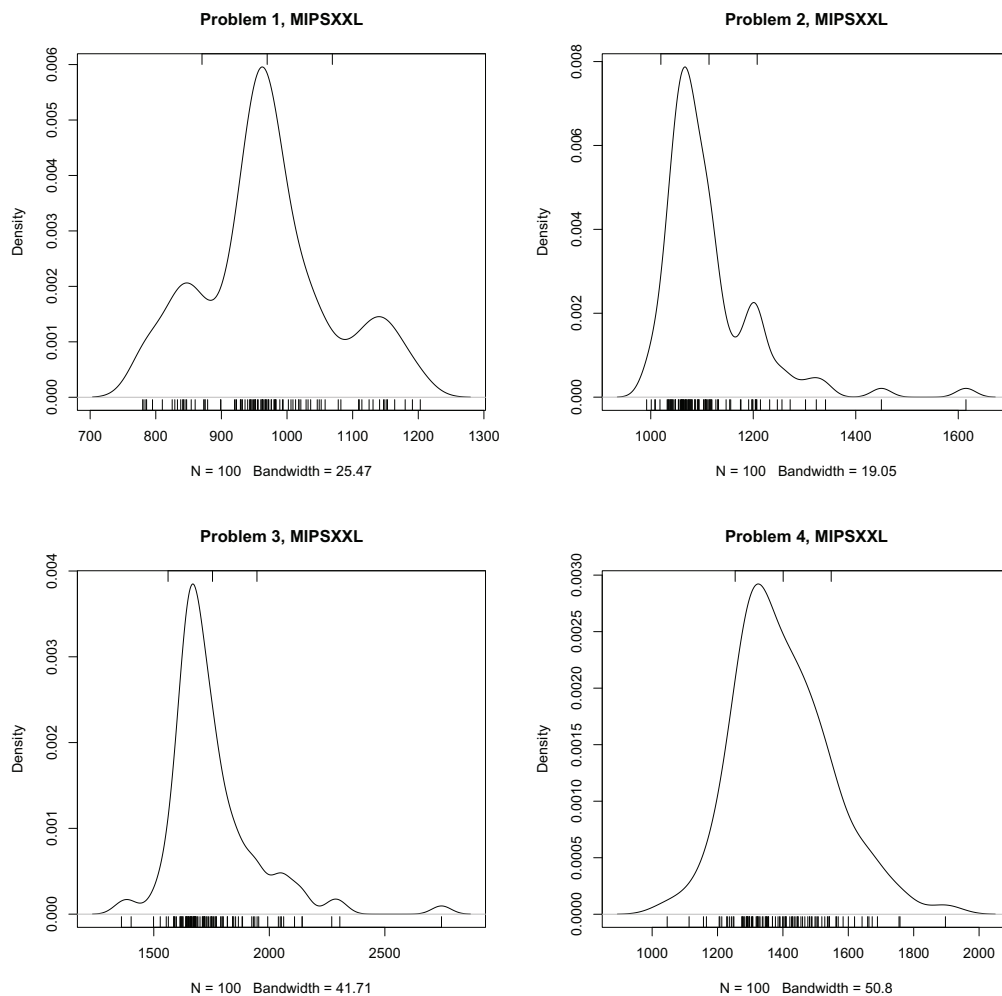 Problem 1, MIPSXXL
Density
0.000 0.001 0.002 0.003 0.004 0.005 0.006
700 800 900 1000 1100 1200 1300
N = 100 Bandwidth = 25.47
Problem 2, MIPSXXL
Density
0.000 0.002 0.004 0.006 0.008
1000 1200 1400 1600
N = 100 Bandwidth = 19.05
Problem 3, MIPSXXL
Density
0.000 0.001 0.002 0.003 0.004
1500 2000 2500
N = 100 Bandwidth = 41.71
Problem 4, MIPSXXL
Density
0.0000 0.0005 0.0010 0.0015 0.0020 0.0025 0.0030
1000 1200 1400 1600 1800 2000
N = 100 Bandwidth = 50.8